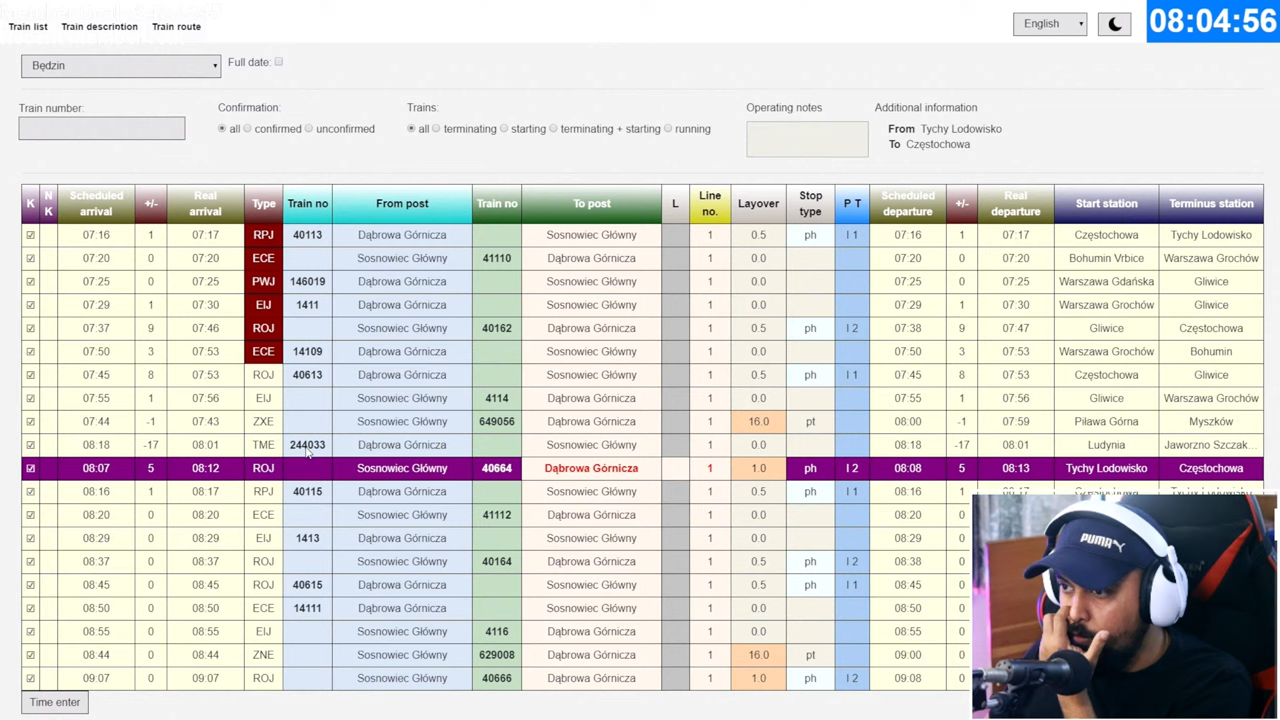 Train list Train description Train route English 08:04:56
Będzin Full date:
Train number: Confirmation: Trains: Operating notes Additional information
all confirmed unconfirmed all terminating starting terminating + starting running From Tychy Lodowisko
To Częstochowa
K N K Scheduled arrival +/- Real arrival Type Train no From post Train no To post L Line no. Layover Stop type P T Scheduled departure +/- Real departure Start station Terminus station
07:16 1 07:17 RPJ 40113 Dąbrowa Górnicza Sosnowiec Główny 1 0.5 ph I 1 07:16 1 07:17 Częstochowa Tychy Lodowisko
07:20 0 07:20 ECE Sosnowiec Główny 41110 Dąbrowa Górnicza 1 0.0 07:20 0 07:20 Bohumin Vrbice Warszawa Grochów
07:25 0 07:25 PWJ 146019 Dąbrowa Górnicza Sosnowiec Główny 1 0.0 07:25 0 07:25 Warszawa Gdańska Gliwice
07:29 1 07:30 EIJ 1411 Dąbrowa Górnicza Sosnowiec Główny 1 0.0 07:29 1 07:30 Warszawa Grochów Gliwice
07:37 9 07:46 ROJ Sosnowiec Główny 40162 Dąbrowa Górnicza 1 0.5 ph I 2 07:38 9 07:47 Gliwice Częstochowa
07:50 3 07:53 ECE 14109 Dąbrowa Górnicza Sosnowiec Główny 1 0.0 07:50 3 07:53 Warszawa Grochów Bohumin
07:45 8 07:53 ROJ 40613 Dąbrowa Górnicza Sosnowiec Główny 1 0.5 ph I 1 07:45 8 07:53 Częstochowa Gliwice
07:55 1 07:56 EIJ Sosnowiec Główny 4114 Dąbrowa Górnicza 1 0.0 07:55 1 07:56 Gliwice Warszawa Grochów
07:44 -1 07:43 ZXE Sosnowiec Główny 649056 Dąbrowa Górnicza 1 16.0 pt 08:00 -1 07:59 Piława Górna Myszków
08:18 -17 08:01 TME 244033 Dąbrowa Górnicza Sosnowiec Główny 1 0.0 08:18 -17 08:01 Ludynia Jaworzno Szczak...
08:07 5 08:12 ROJ Sosnowiec Główny 40664 Dąbrowa Górnicza 1 1.0 ph I 2 08:08 5 08:13 Tychy Lodowisko Częstochowa
08:16 1 08:17 RPJ 40115 Dąbrowa Górnicza Sosnowiec Główny 1 0.5 ph I 1 08:16 1 08:17 Częstochowa Tychy Lodowisko
08:20 0 08:20 ECE Sosnowiec Główny 41112 Dąbrowa Górnicza 1 0.0 08:20 0
08:29 0 08:29 EIJ 1413 Dąbrowa Górnicza Sosnowiec Główny 1 0.0 08:29 0
08:37 0 08:37 ROJ Sosnowiec Główny 40164 Dąbrowa Górnicza 1 0.5 ph I 2 08:38 0
08:45 0 08:45 ROJ 40615 Dąbrowa Górnicza Sosnowiec Główny 1 0.5 ph I 1 08:45 0
08:50 0 08:50 ECE 14111 Dąbrowa Górnicza Sosnowiec Główny 1 0.0 08:50 0
08:55 0 08:55 EIJ Sosnowiec Główny 4116 Dąbrowa Górnicza 1 0.0 08:55 0
08:44 0 08:44 ZNE Sosnowiec Główny 629008 Dąbrowa Górnicza 1 16.0 pt 09:00 0
09:07 0 09:07 ROJ Sosnowiec Główny 40666 Dąbrowa Górnicza 1 1.0 ph I 2 09:08 0
Time enter
PUMA